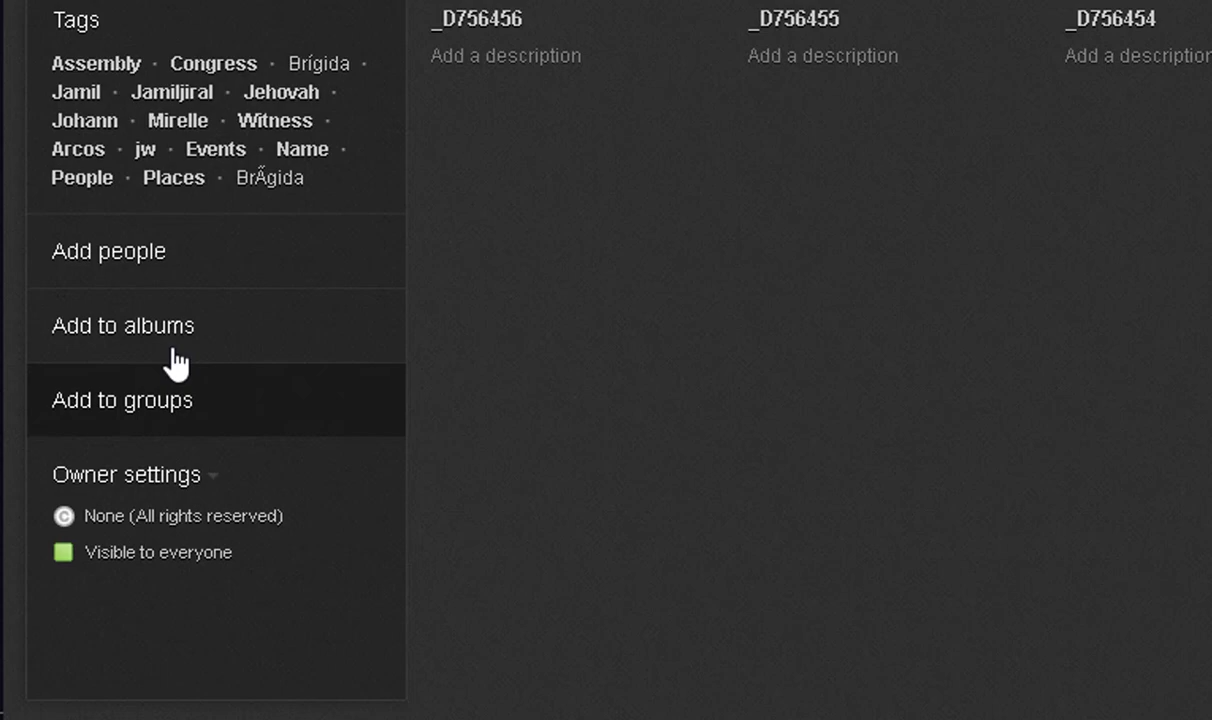 Tags
Assembly · Congress · Brígida ·
Jamil · Jamiljiral · Jehovah ·
Johann · Mirelle · Witness ·
Arcos · jw · Events · Name ·
People · Places · BrÃgida
Add people
Add to albums
Add to groups
Owner settings
None (All rights reserved)
Visible to everyone
_D756456
Add a description
_D756455
Add a description
_D756454
Add a description